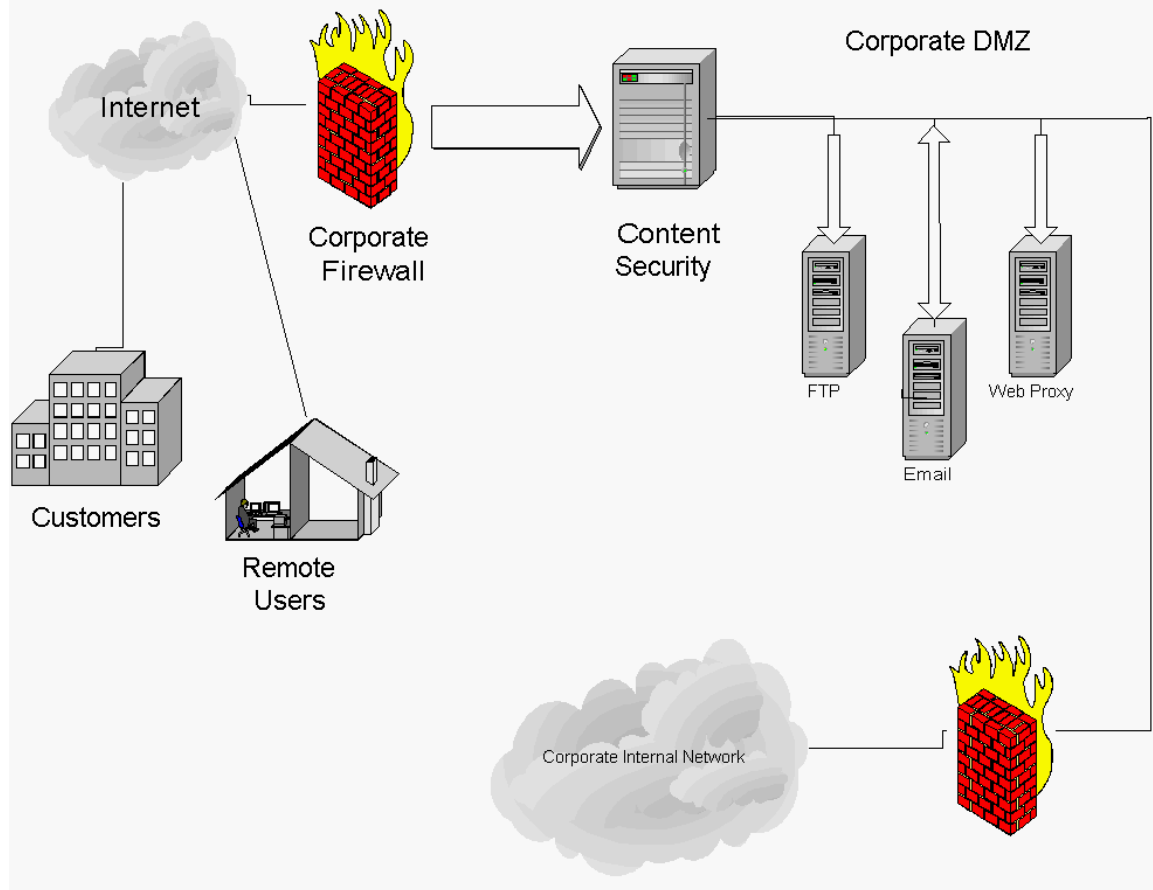 Corporate DMZ
Internet
Corporate
Firewall
Content
Security
FTP
Email
Web Proxy
Customers
Remote
Users
Corporate Internal Network